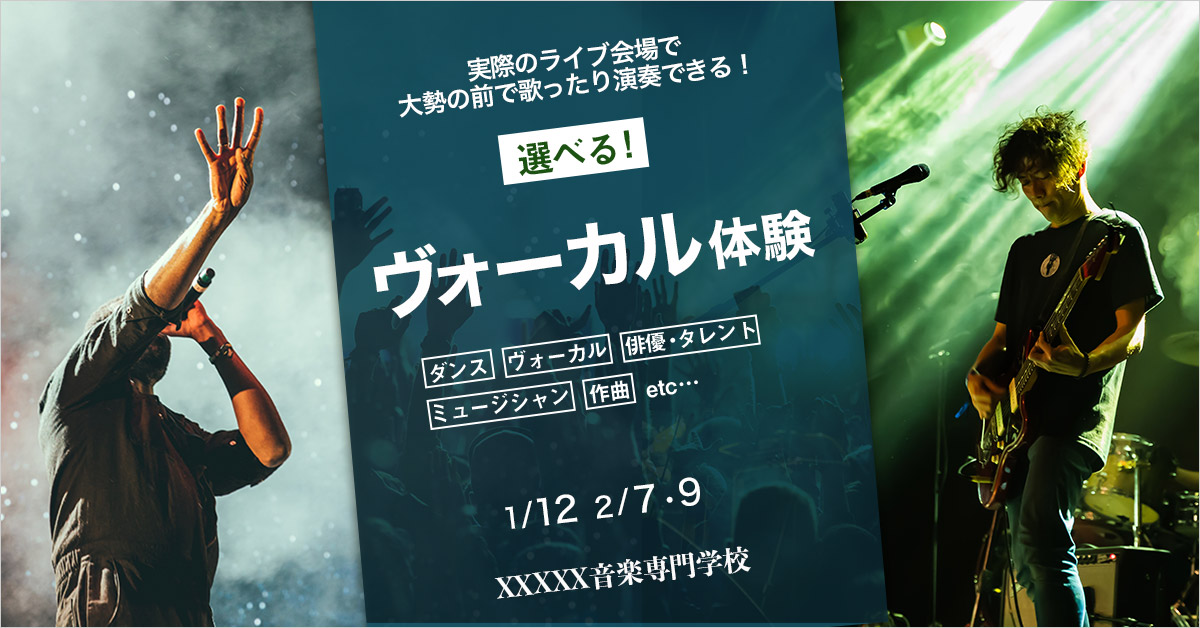 実際のライブ会場で
大勢の前で歌ったり演奏できる！
選べる！
ヴォーカル体験
ダンス ヴォーカル 俳優・タレント
ミュージシャン 作曲 etc…
1/12 2/7・9
XXXXX音楽専門学校